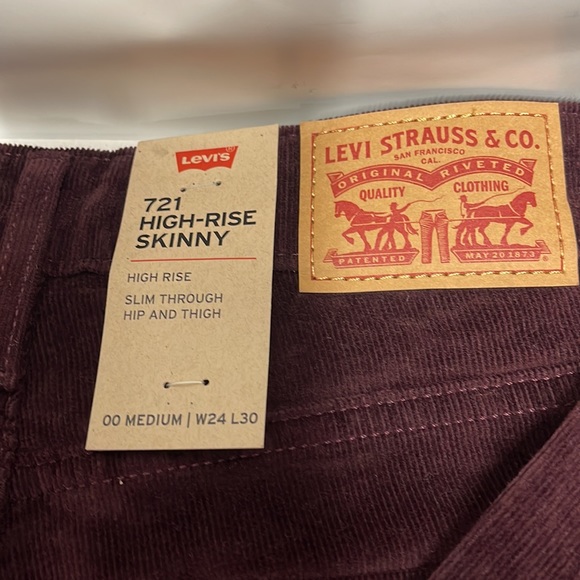 LEVI'S
721
HIGH-RISE
SKINNY
HIGH RISE
SLIM THROUGH
HIP AND THIGH
00 MEDIUM | W24 L30
LEVI STRAUSS & CO.
SAN FRANCISCO
CAL.
ORIGINAL RIVETED
QUALITY CLOTHING
PATENTED MAY 20 1873